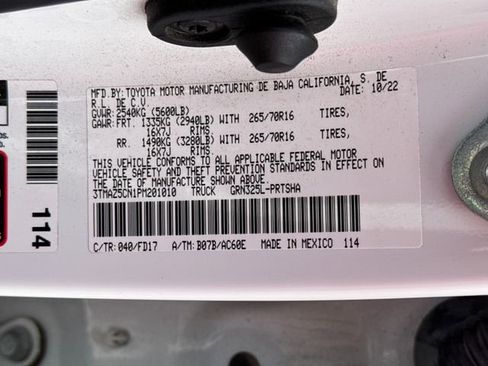 MFD.BY:TOYOTA MOTOR MANUFACTURING DE BAJA CALIFORNIA, S. DE
R.L. DE C.V. DATE: 10/22
GVWR: 2540KG (5600LB)
GAWR: FRT. 1335KG (2940LB) WITH 265/70R16 TIRES,
16X7J RIMS
RR. 1490KG (3280LB) WITH 265/70R16 TIRES,
16X7J RIMS
THIS VEHICLE CONFORMS TO ALL APPLICABLE FEDERAL MOTOR
VEHICLE SAFETY AND THEFT PREVENTION STANDARDS IN EFFECT ON
THE DATE OF MANUFACTURE SHOWN ABOVE.
3TMAZ5CN1PM201010 TRUCK GRN325L-PRTSHA
C/TR: 040/FD17 A/TM: B07B/AC60E MADE IN MEXICO 114
114
lbs.